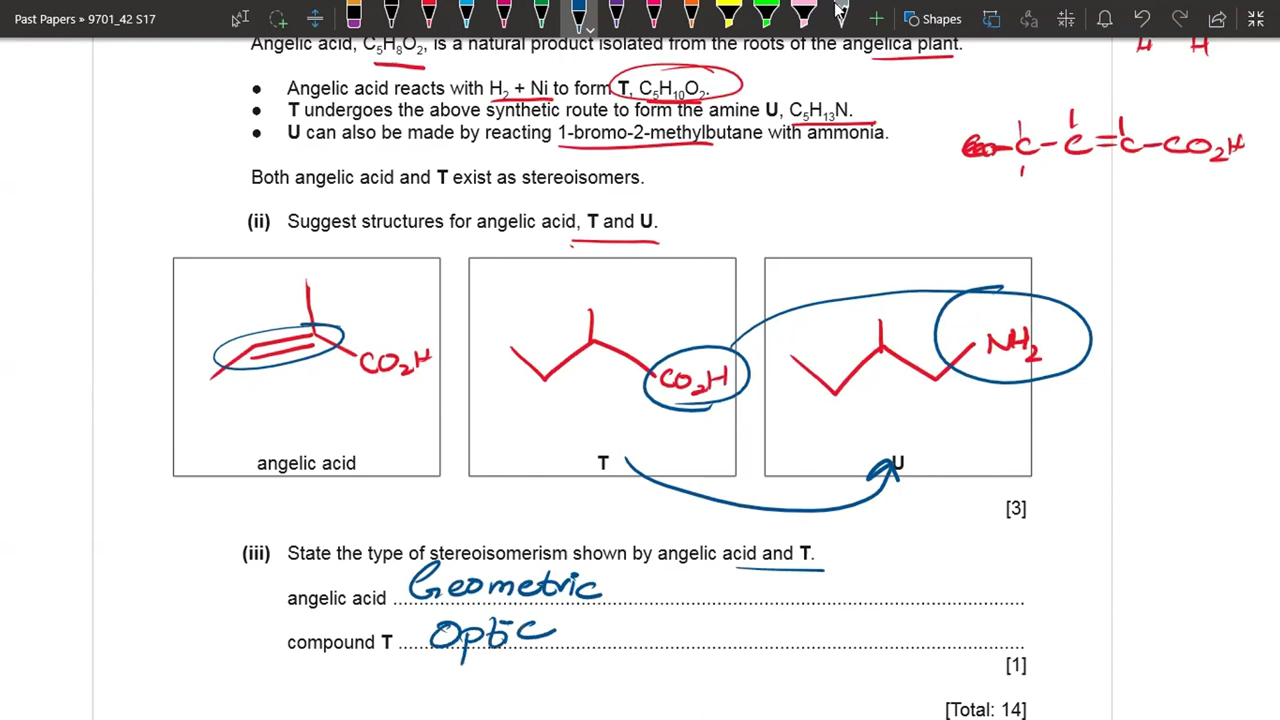 Past Papers » 9701_42 S17
Shapes
Angelic acid, C₅H₈O₂, is a natural product isolated from the roots of the angelica plant.
● Angelic acid reacts with H₂ + Ni to form T, C₅H₁₀O₂.
● T undergoes the above synthetic route to form the amine U, C₅H₁₃N.
● U can also be made by reacting 1-bromo-2-methylbutane with ammonia.
C – C = C – CO₂H
Both angelic acid and T exist as stereoisomers.
(ii) Suggest structures for angelic acid, T and U.
CO₂H
CO₂H
NH₂
angelic acid
T
U
[3]
(iii) State the type of stereoisomerism shown by angelic acid and T.
angelic acid Geometric
compound T Optic
[1]
[Total: 14]